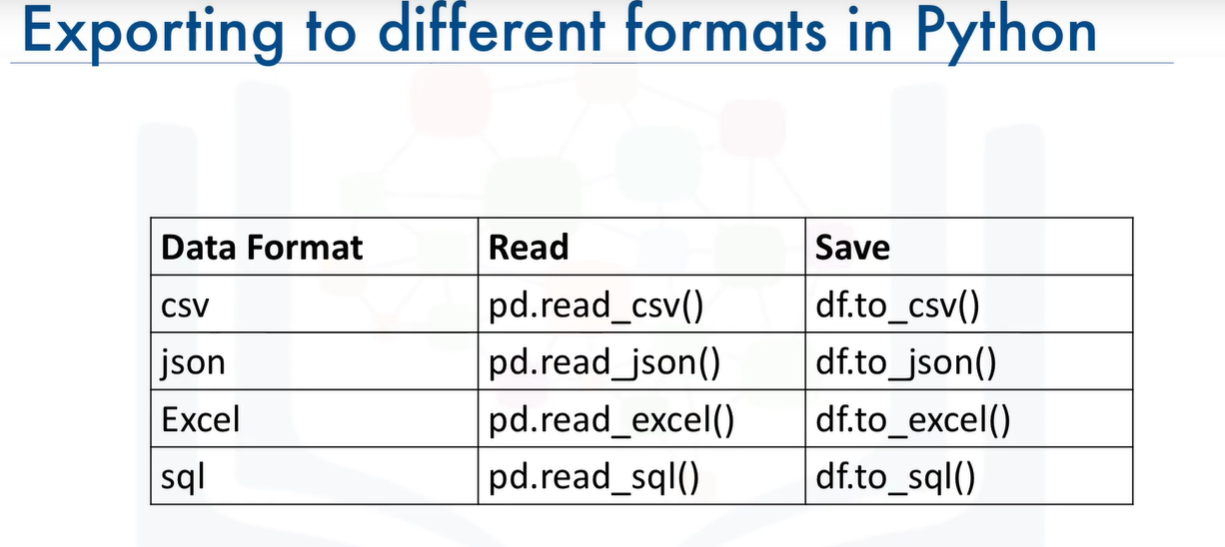 Exporting to different formats in Python
Data Format Read Save
csv pd.read_csv() df.to_csv()
json pd.read_json() df.to_json()
Excel pd.read_excel() df.to_excel()
sql pd.read_sql() df.to_sql()